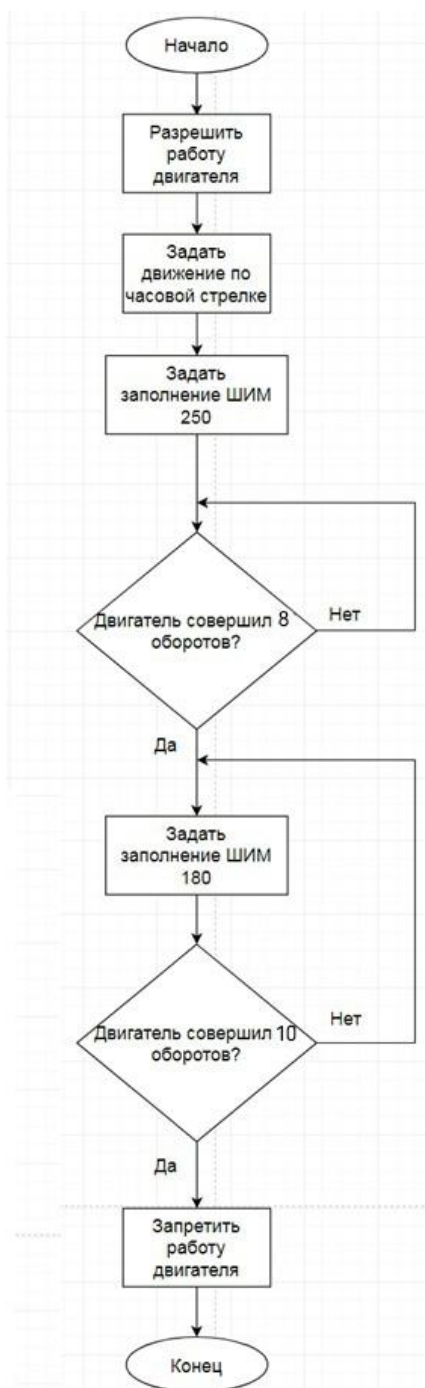 Начало
Разрешить
работу
двигателя
Задать
движение по
часовой стрелке
Задать
заполнение ШИМ
250
Двигатель совершил 8
оборотов?
Нет
Да
Задать
заполнение ШИМ
180
Двигатель совершил 10
оборотов?
Нет
Да
Запретить
работу
двигателя
Конец